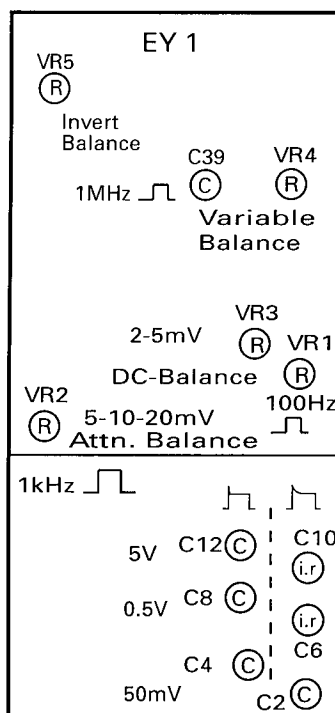 EY 1
VR5
R
Invert
Balance
C39
VR4
1MHz
C
R
Variable
Balance
VR3
2-5mV
R
VR1
DC-Balance
R
VR2
100Hz
R
5-10-20mV
Attn. Balance
1kHz
5V
C12
C
C10
i.r
0.5V
C8
C
i.r
C6
C4
C
50mV
C2
C